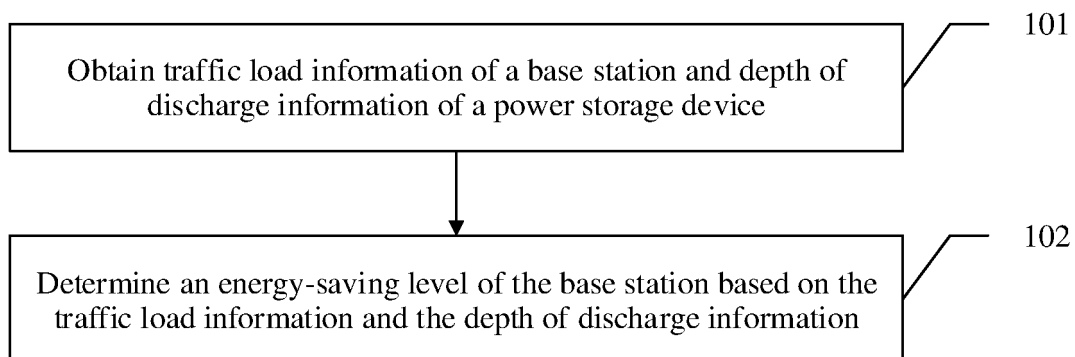 101
Obtain traffic load information of a base station and depth of
discharge information of a power storage device
102
Determine an energy-saving level of the base station based on the
traffic load information and the depth of discharge information